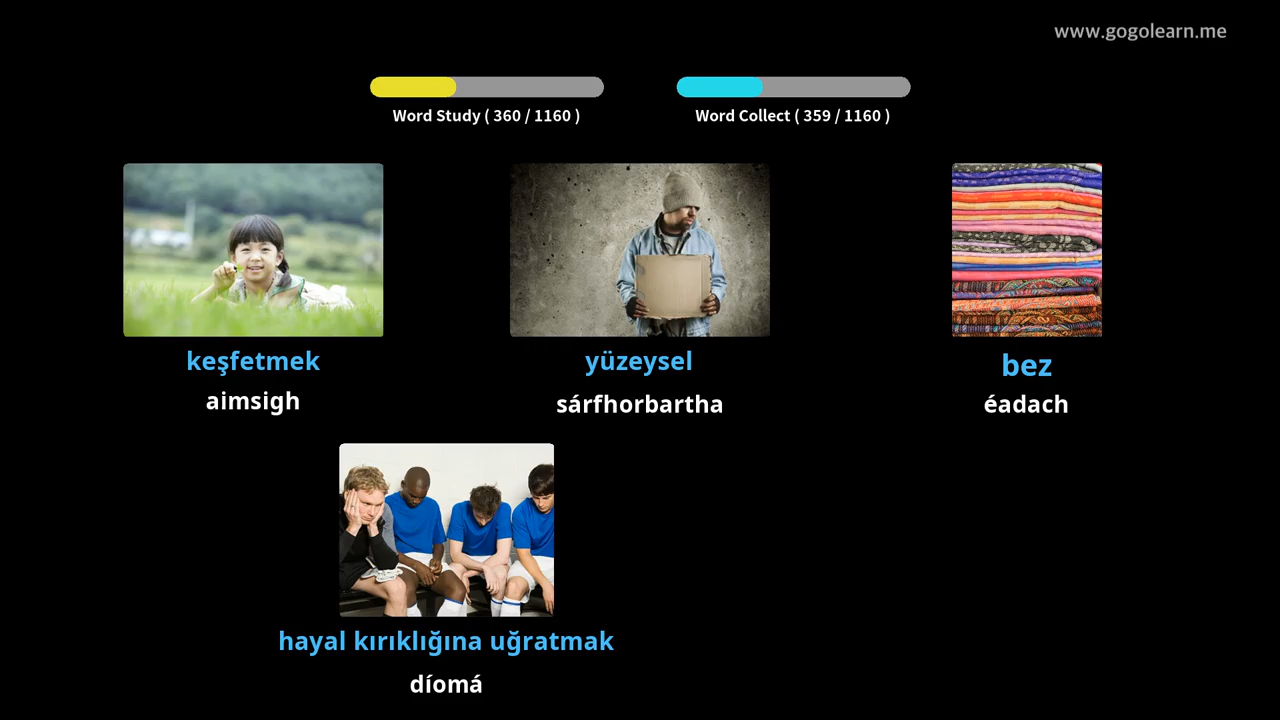 www.gogolearn.me
Word Study ( 360 / 1160 )
Word Collect ( 359 / 1160 )
keşfetmek
aimsigh
yüzeysel
sárfhorbartha
bez
éadach
hayal kırıklığına uğratmak
díomá